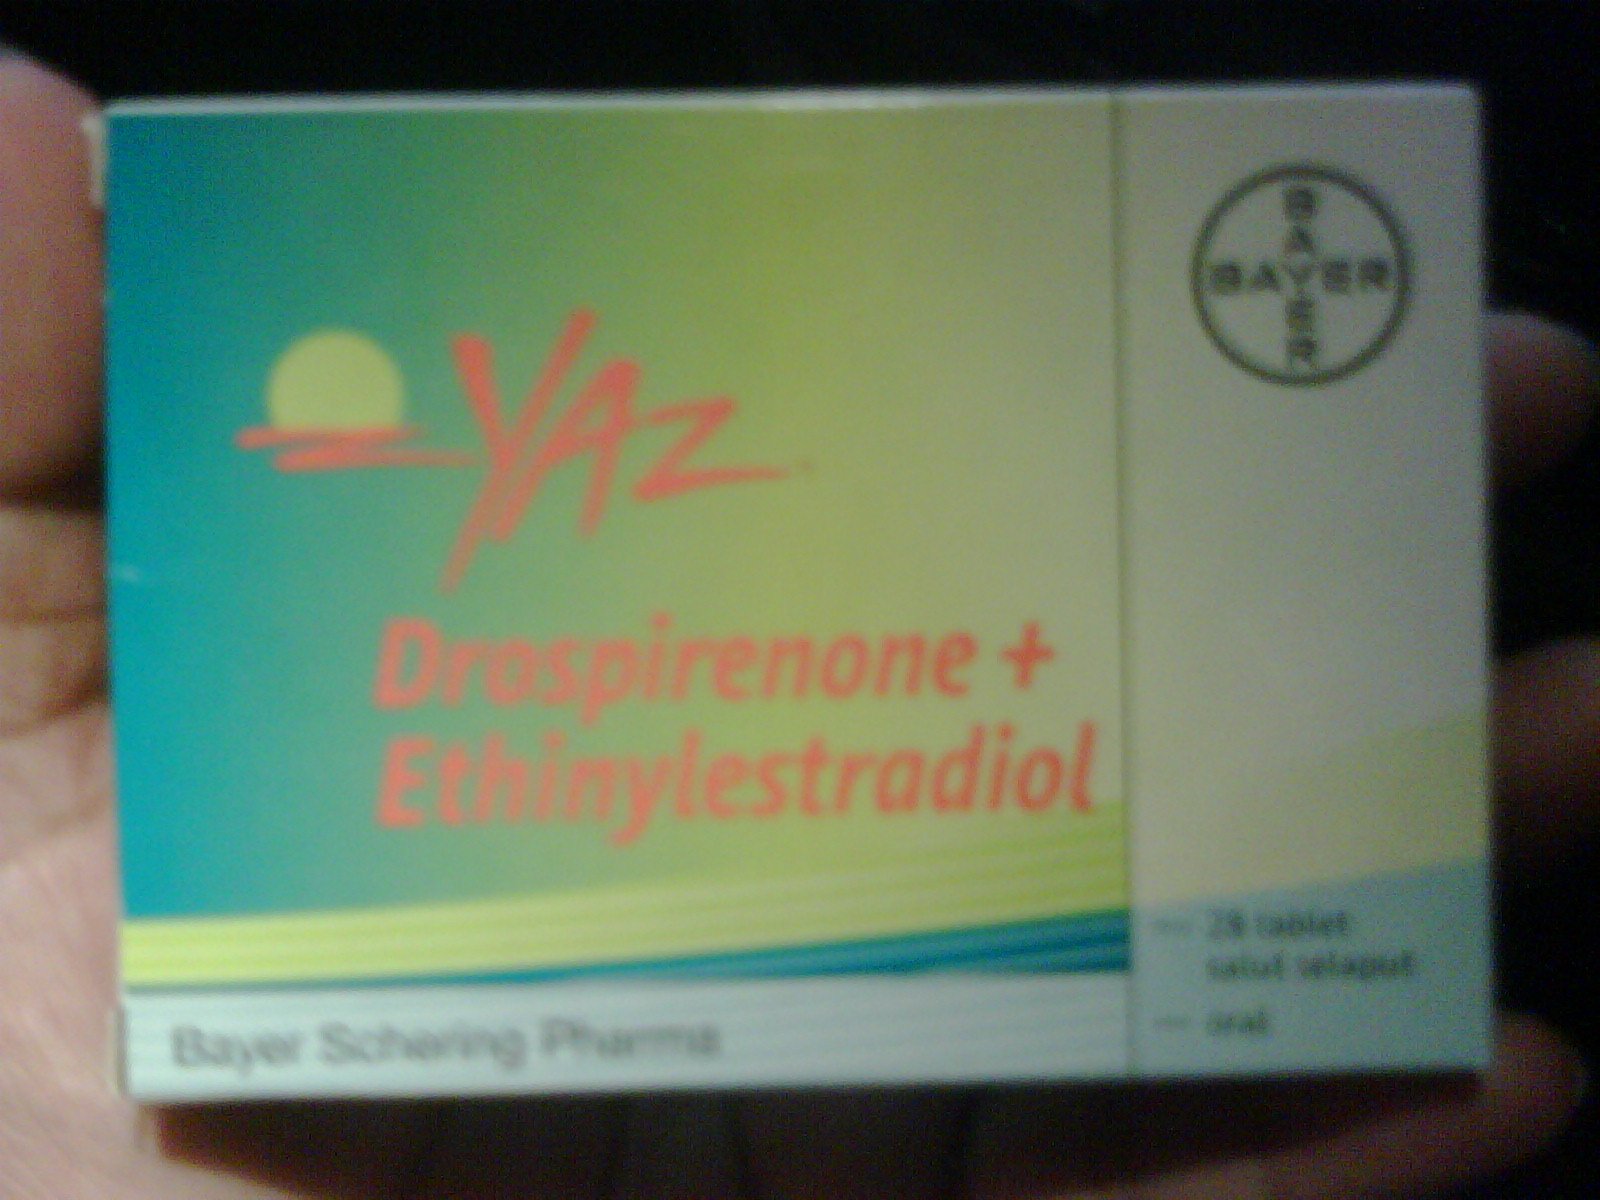 YAZ
Drospirenone +
Ethinylestradiol
Bayer Schering Pharma
BAYER
BAYER
28 tablet
salut selaput
oral